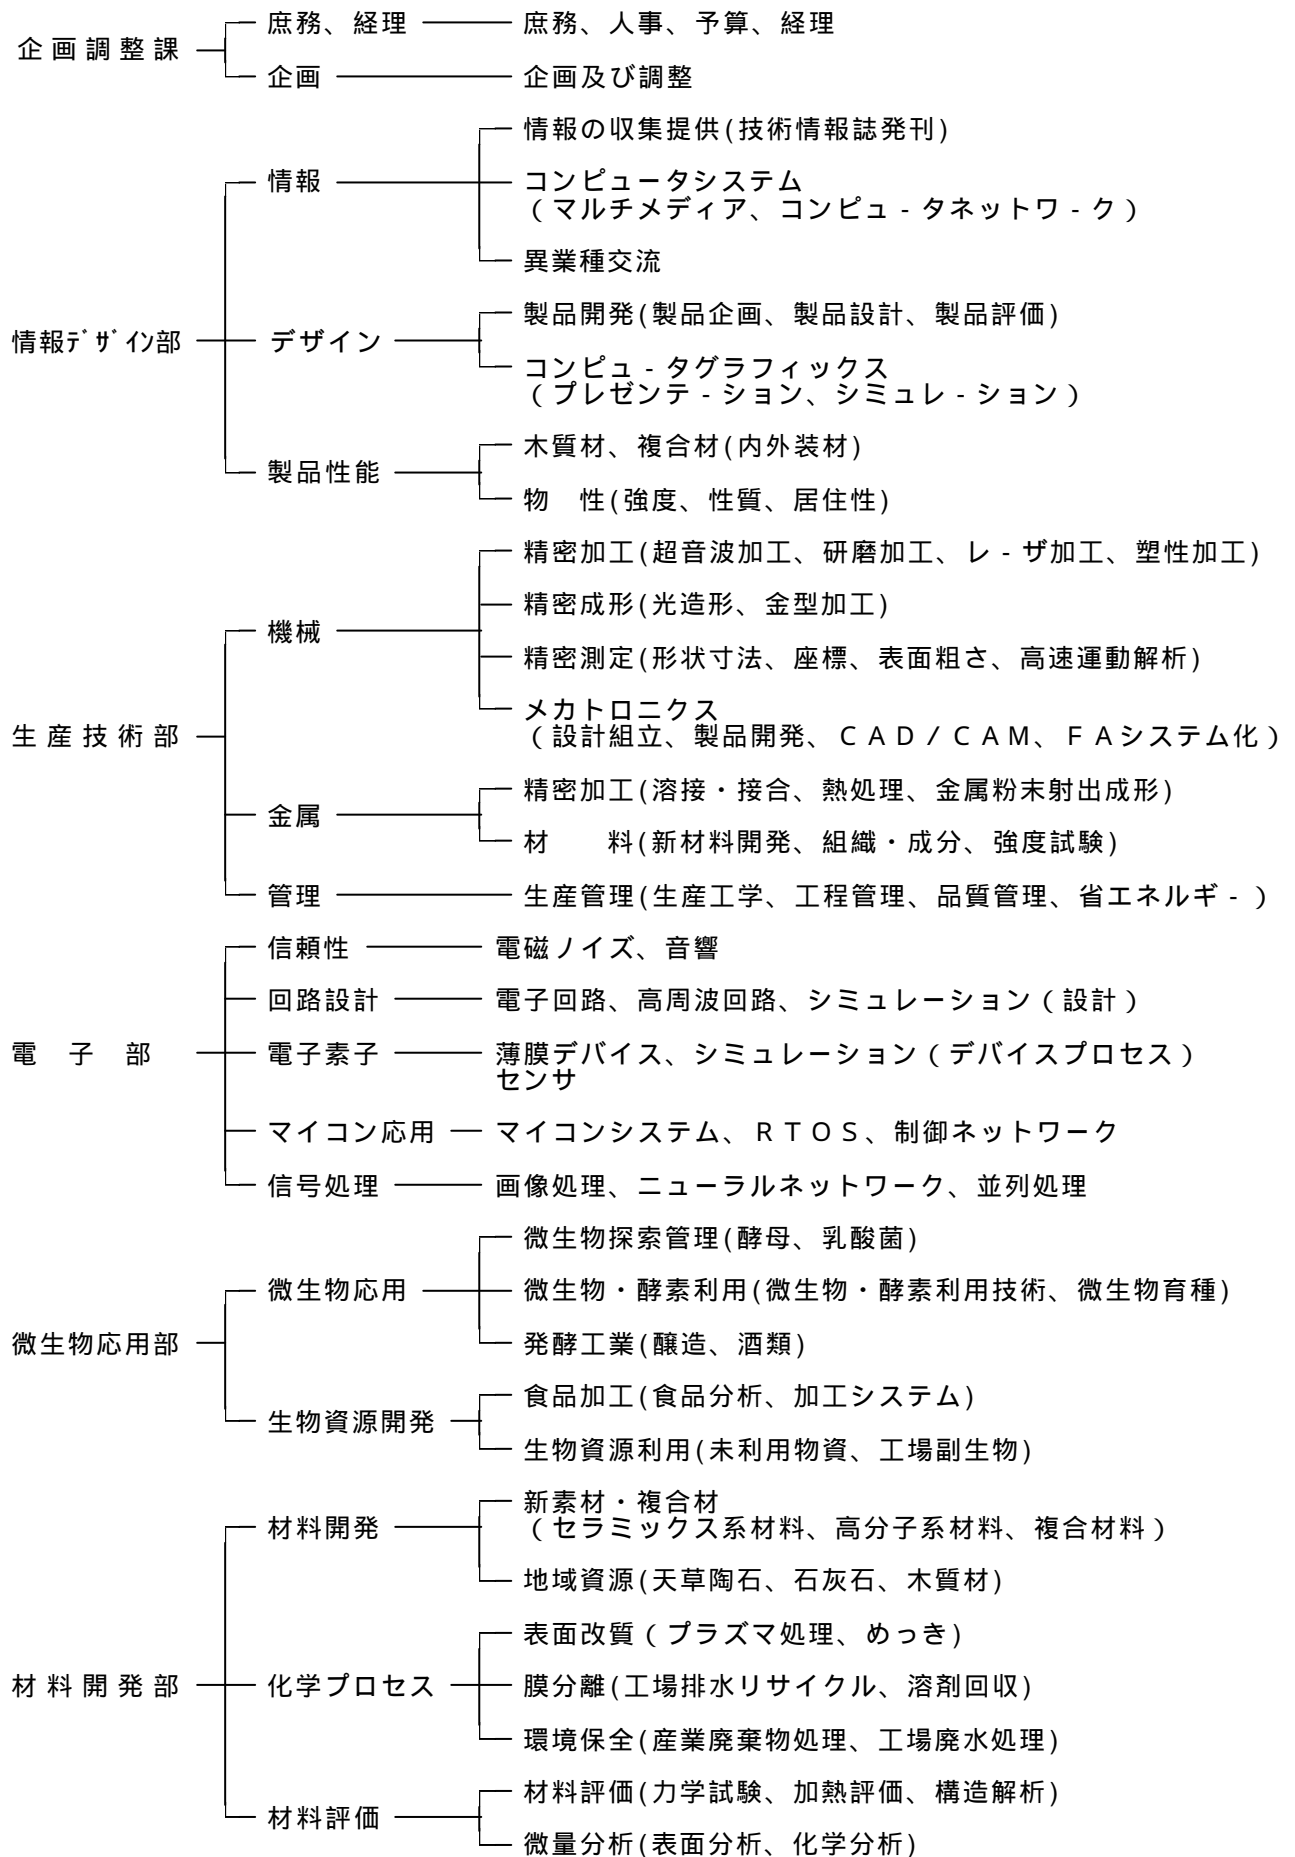 庶務、経理 庶務、人事、予算、経理
企画調整課
企画 企画及び調整
情報の収集提供(技術情報誌発刊)
情報 コンピュータシステム
(マルチメディア、コンピュ‐タネットワ‐ク)
異業種交流
製品開発(製品企画、製品設計、製品評価)
情報ﾃﾞｻﾞｲﾝ部 デザイン
コンピュ‐タグラフィックス
(プレゼンテ‐ション、シミュレ‐ション)
木質材、複合材(内外装材)
製品性能
物　性(強度、性質、居住性)
精密加工(超音波加工、研磨加工、レ‐ザ加工、塑性加工)
精密成形(光造形、金型加工)
機械
精密測定(形状寸法、座標、表面粗さ、高速運動解析)
メカトロニクス
生産技術部
(設計組立、製品開発、ＣＡＤ/ＣＡＭ、ＦＡシステム化)
精密加工(溶接・接合、熱処理、金属粉末射出成形)
金属
材　　料(新材料開発、組織・成分、強度試験)
管理 生産管理(生産工学、工程管理、品質管理、省エネルギ‐)
信頼性 電磁ノイズ、音響
回路設計 電子回路、高周波回路、シミュレーション(設計)
電　子　部 電子素子 薄膜デバイス、シミュレーション(デバイスプロセス)
センサ
マイコン応用 マイコンシステム、ＲＴＯＳ、制御ネットワーク
信号処理 画像処理、ニューラルネットワーク、並列処理
微生物探索管理(酵母、乳酸菌)
微生物応用 微生物・酵素利用(微生物・酵素利用技術、微生物育種)
微生物応用部 発酵工業(醸造、酒類)
食品加工(食品分析、加工システム)
生物資源開発
生物資源利用(未利用物資、工場副生物)
新素材・複合材
材料開発
(セラミックス系材料、高分子系材料、複合材料)
地域資源(天草陶石、石灰石、木質材)
表面改質(プラズマ処理、めっき)
材料開発部 化学プロセス 膜分離(工場排水リサイクル、溶剤回収)
環境保全(産業廃棄物処理、工場廃水処理)
材料評価(力学試験、加熱評価、構造解析)
材料評価
微量分析(表面分析、化学分析)